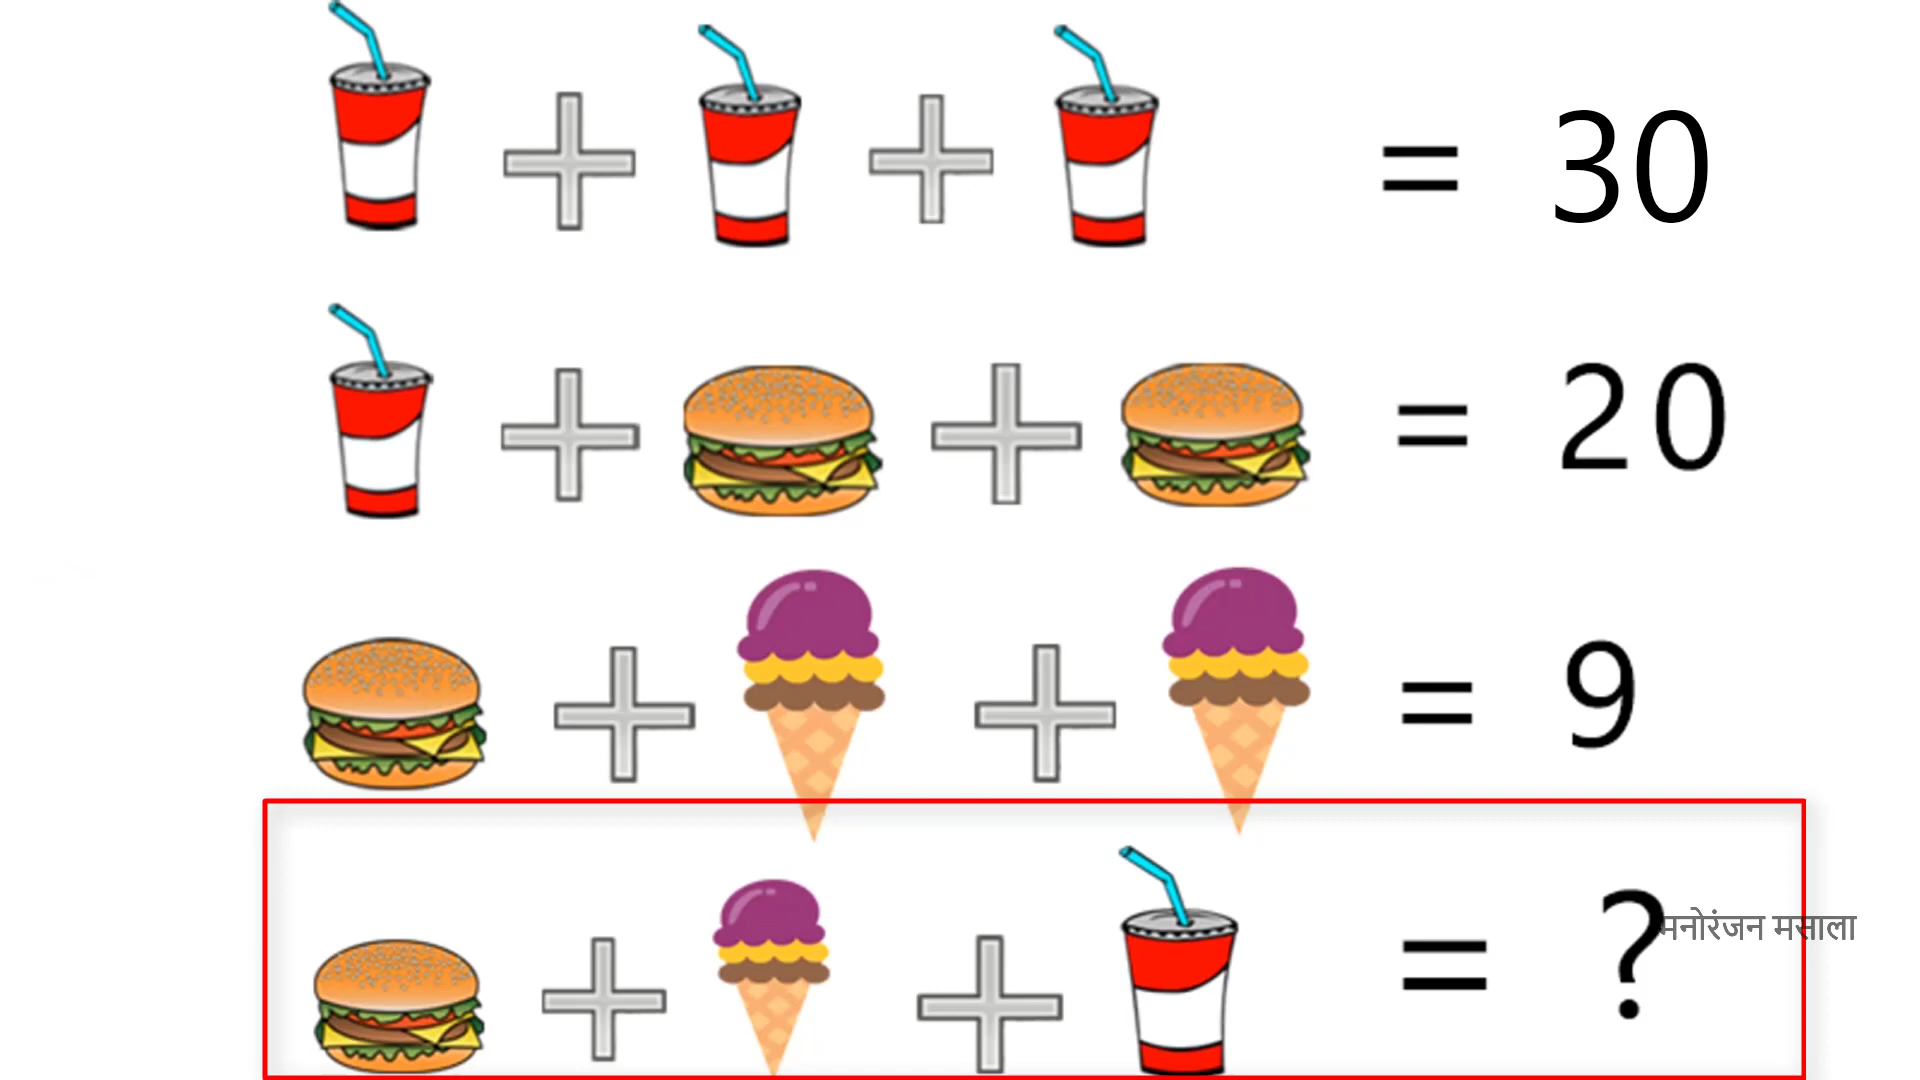 = 30
= 20
= 9
= ?
मनोरंजन मसाला